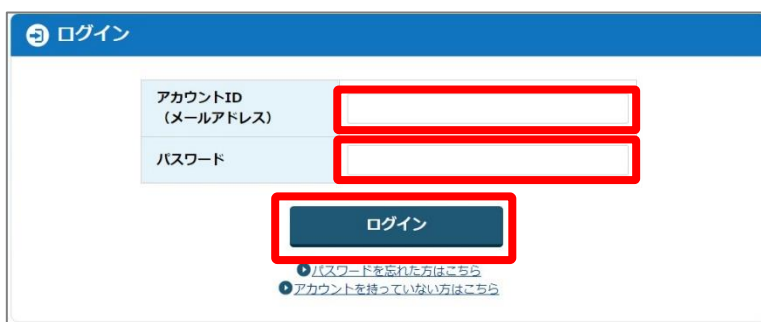 ログイン
アカウントID
（メールアドレス）
パスワード
ログイン
パスワードを忘れた方はこちら
アカウントを持っていない方はこちら